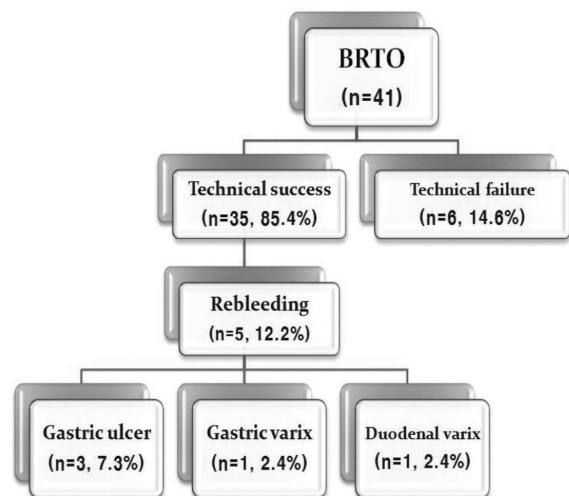 BRTO
(n=41)
Technical success
(n=35, 85.4%)
Technical failure
(n=6, 14.6%)
Rebleeding
(n=5, 12.2%)
Gastric ulcer
(n=3, 7.3%)
Gastric varix
(n=1, 2.4%)
Duodenal varix
(n=1, 2.4%)